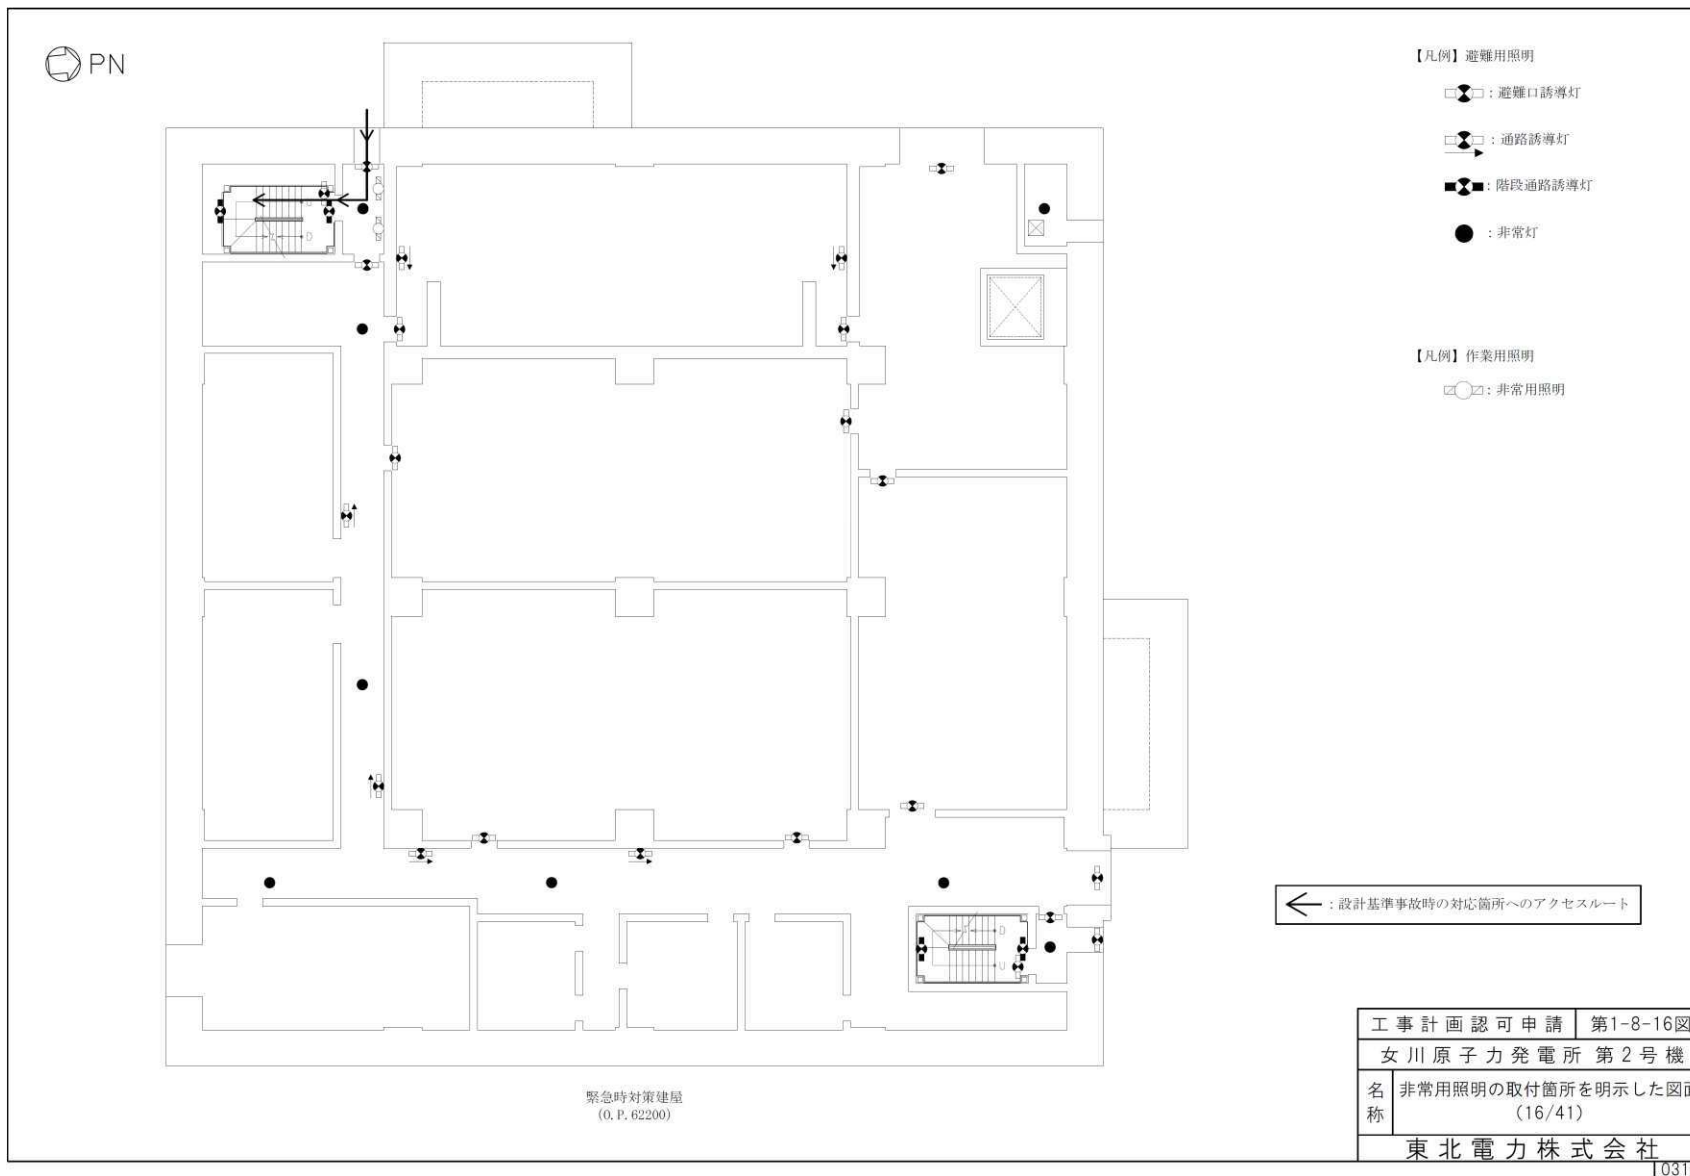 PN
【凡例】避難用照明
：避難口誘導灯
：通路誘導灯
：階段通路誘導灯
：非常灯
【凡例】作業用照明
：非常用照明
U
D
D
U
：設計基準事故時の対応箇所へのアクセスルート
緊急時対策建屋
(O.P.62200)
工事計画認可申請 第1-8-16図
女川原子力発電所 第2号機
名称 非常用照明の取付箇所を明示した図面
(16/41)
東北電力株式会社
031